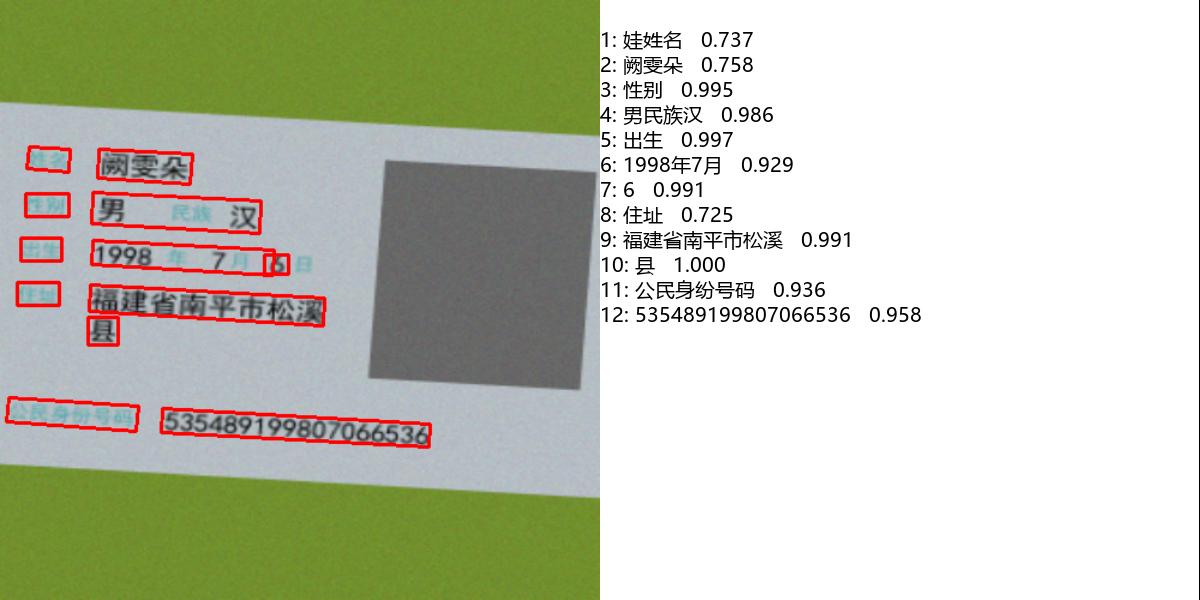 姓名 阙雯朵
性别 男 民族 汉
出生 1998 年 7 月 6 日
住址 福建省南平市松溪
县
公民身份号码 535489199807066536
1: 娃姓名 0.737
2: 阙雯朵 0.758
3: 性别 0.995
4: 男民族汉 0.986
5: 出生 0.997
6: 1998年7月 0.929
7: 6 0.991
8: 住址 0.725
9: 福建省南平市松溪 0.991
10: 县 1.000
11: 公民身纷号码 0.936
12: 535489199807066536 0.958